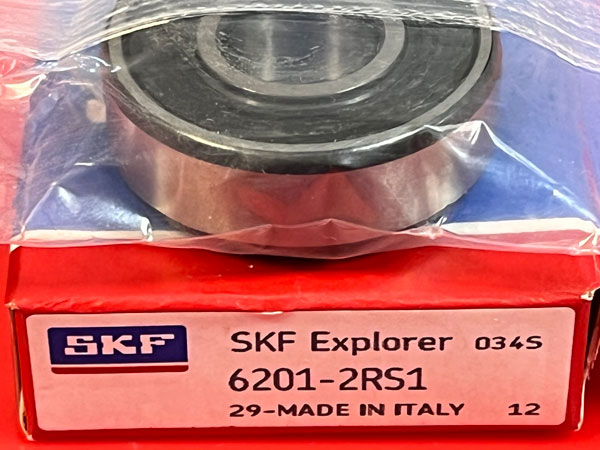 SKF
SKF Explorer 034S
6201-2RS1
29-MADE IN ITALY 12